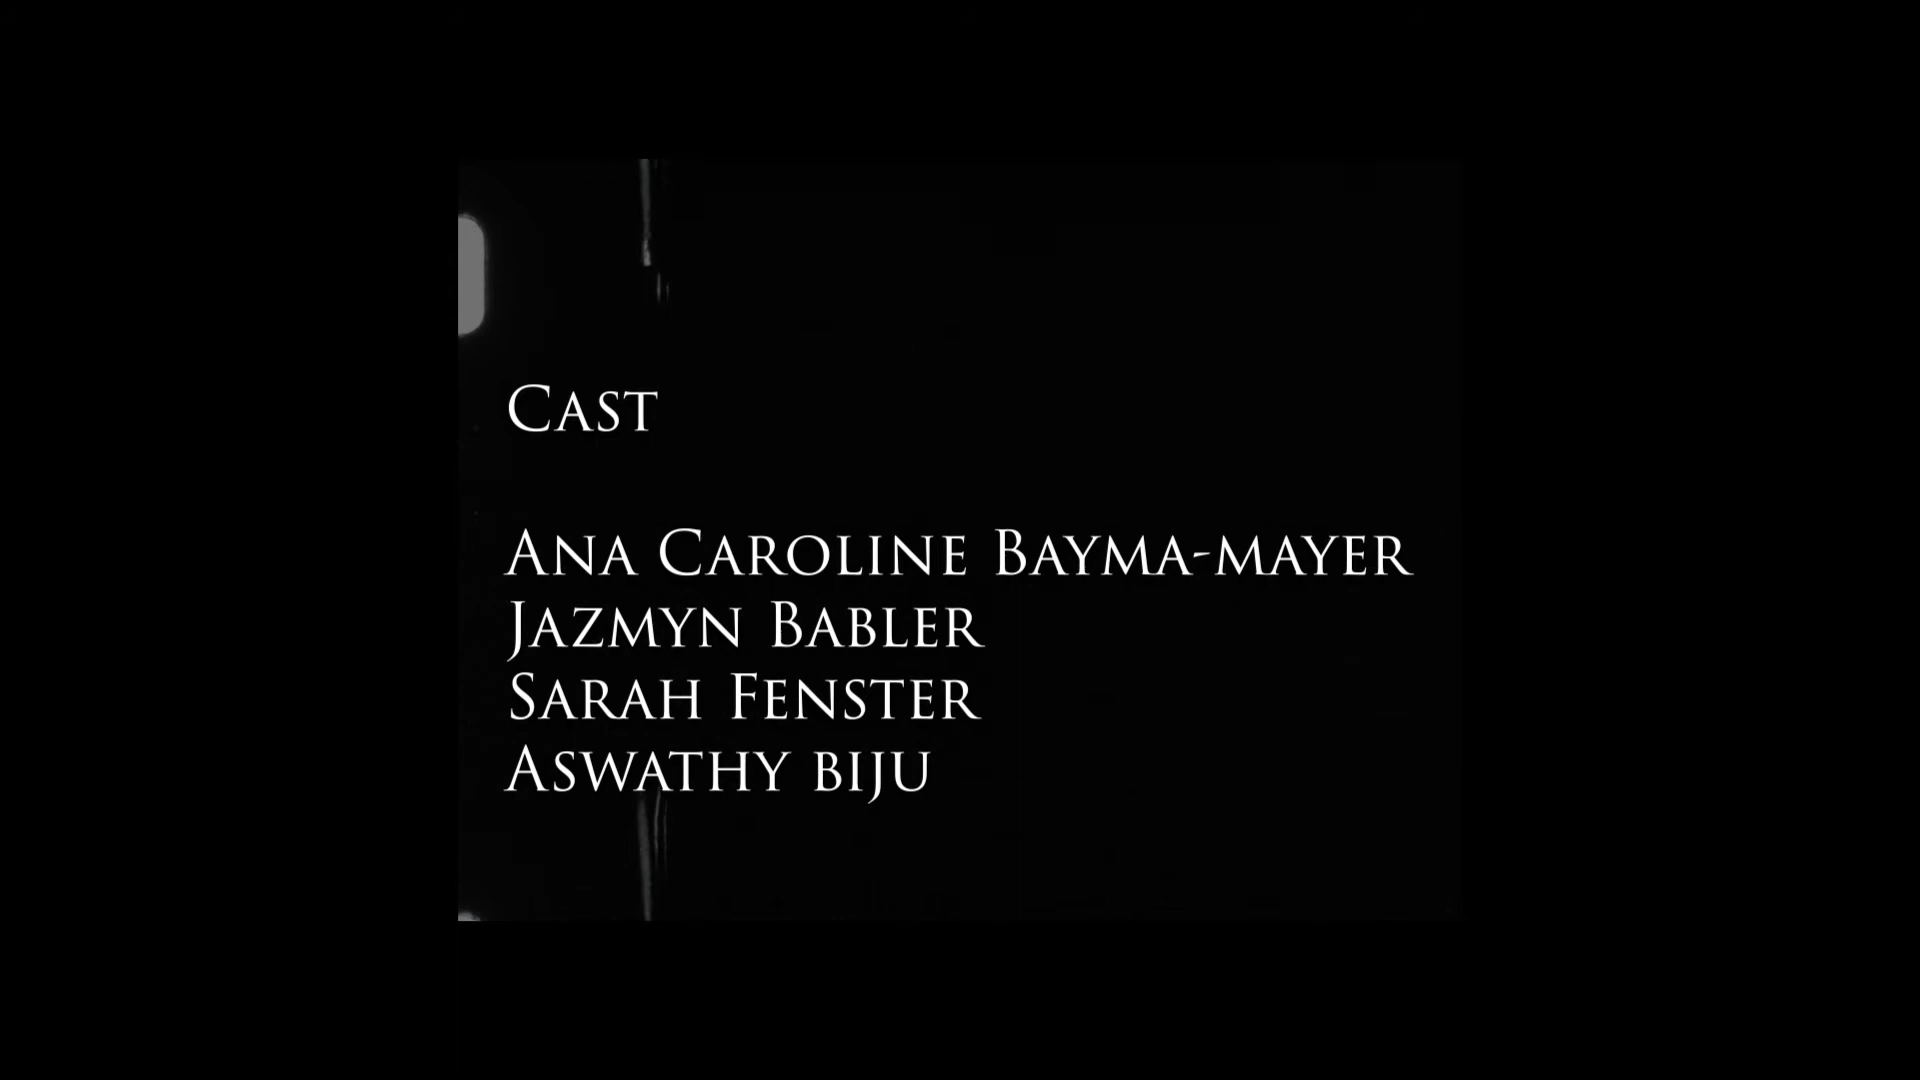 Cast
Ana Caroline Bayma-mayer
Jazmyn Babler
Sarah Fenster
Aswathy biju